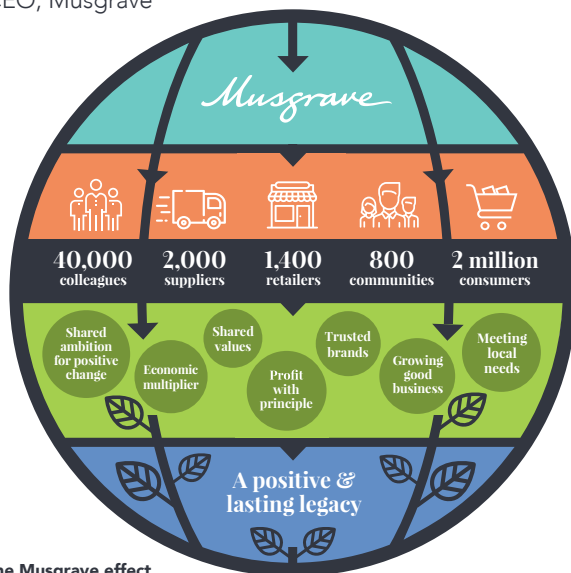 CEO, Musgrave
Musgrave
40,000
colleagues
2,000
suppliers
1,400
retailers
800
communities
2 million
consumers
Shared
ambition
for positive
change
Economic
multiplier
Shared
values
Profit
with
principle
Trusted
brands
Growing
good
business
Meeting
local
needs
A positive &
lasting legacy
he Musgrave effect